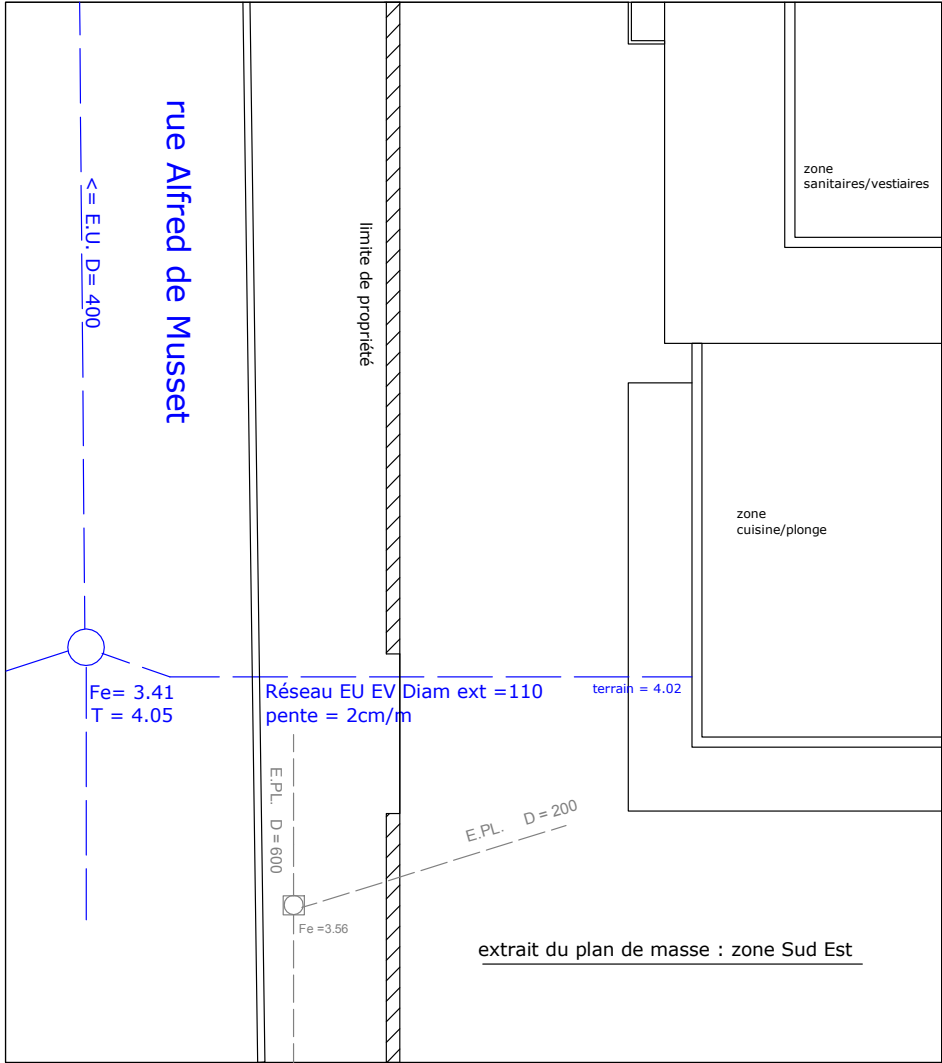 rue Alfred de Musset
<= E.U. D= 400
limite de propriété
zone
sanitaires/vestiaires
zone
cuisine/plonge
Fe= 3.41
T = 4.05
Réseau EU EV Diam ext =110
pente = 2cm/m
terrain = 4.02
E.PL. D = 600
E.PL. D = 200
Fe =3.56
extrait du plan de masse : zone Sud Est